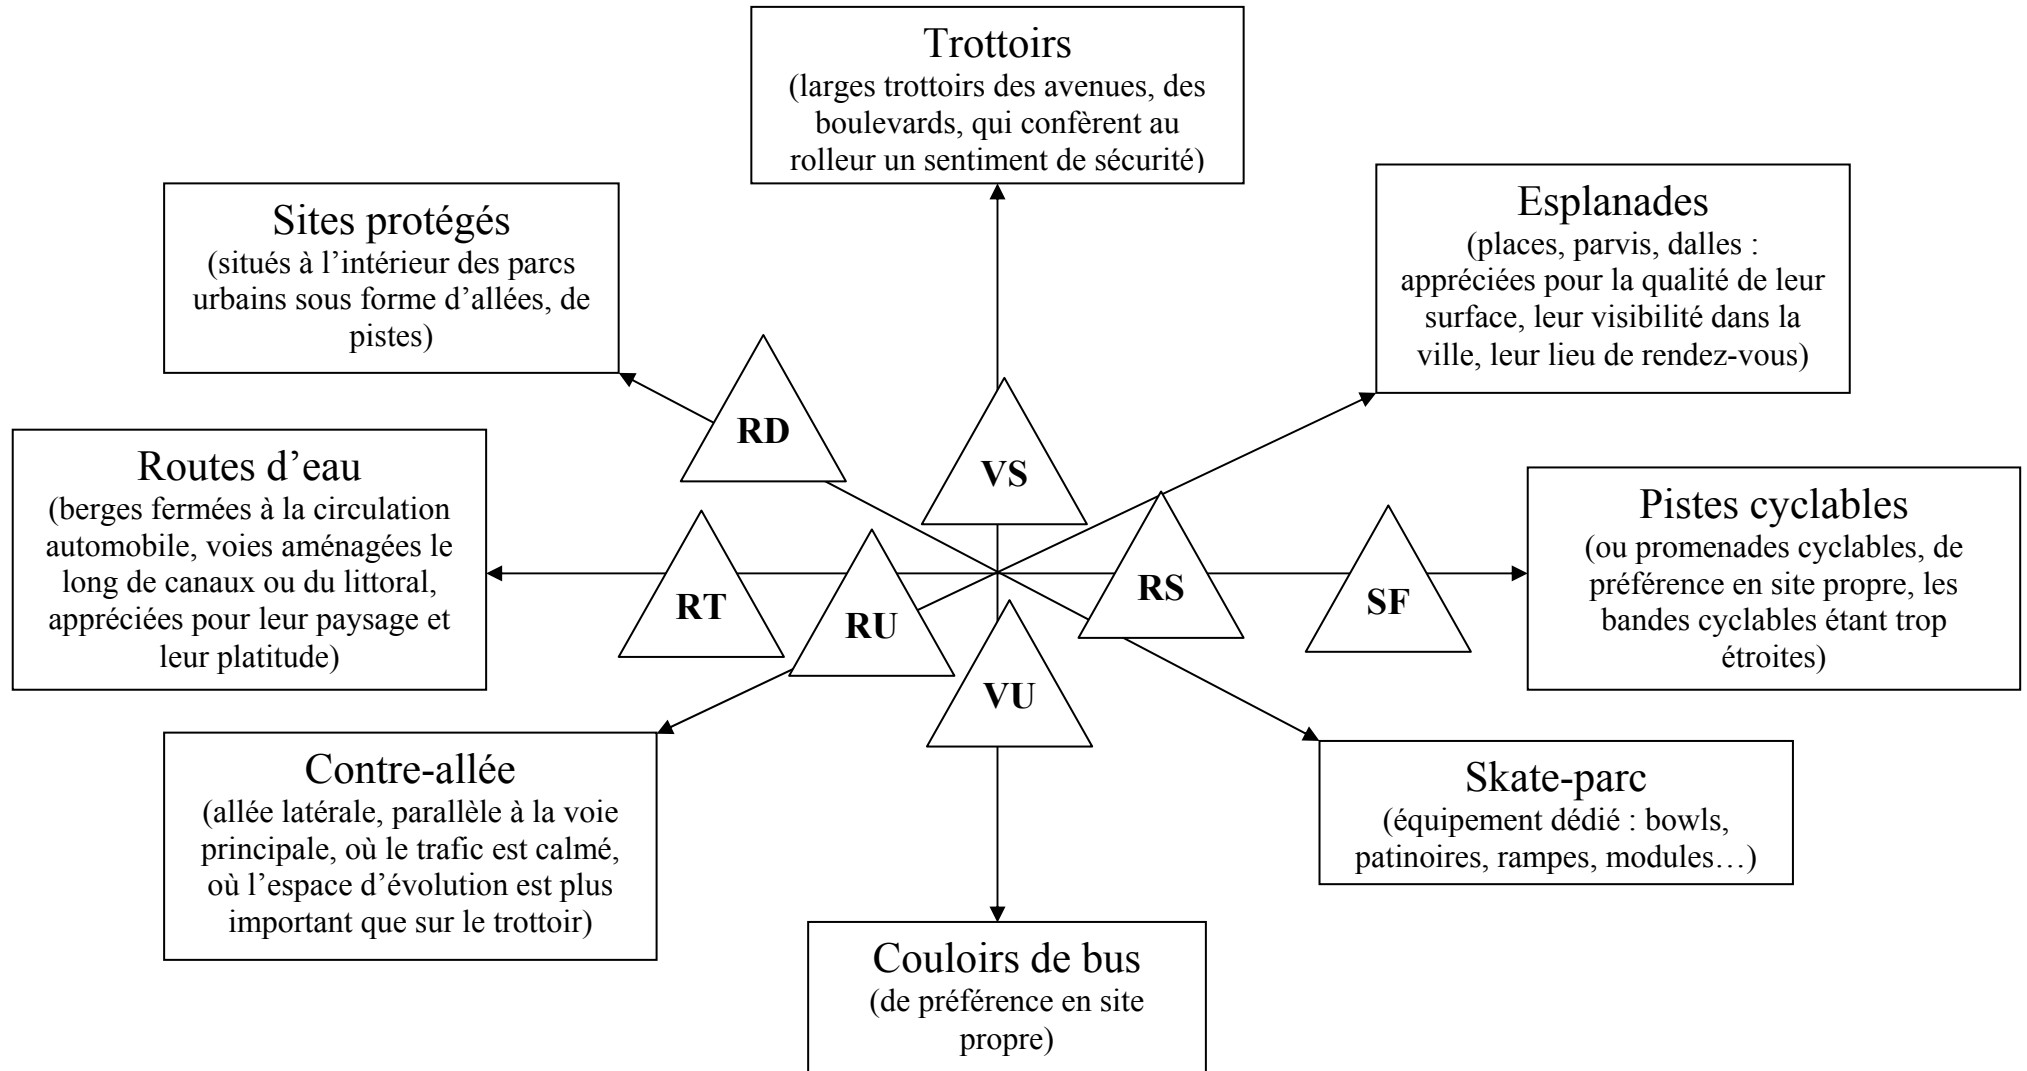 Trottoirs
(larges trottoirs des avenues, des
boulevards, qui confèrent au
rolleur un sentiment de sécurité)
Sites protégés
(situés à l’intérieur des parcs
urbains sous forme d’allées, de
pistes)
Esplanades
(places, parvis, dalles :
appréciées pour la qualité de leur
surface, leur visibilité dans la
ville, leur lieu de rendez-vous)
RD
VS
Routes d’eau
(berges fermées à la circulation
automobile, voies aménagées le
long de canaux ou du littoral,
appréciées pour leur paysage et
leur platitude)
RT
RU
RS
SF
Pistes cyclables
(ou promenades cyclables, de
préférence en site propre, les
bandes cyclables étant trop
étroites)
VU
Contre-allée
(allée latérale, parallèle à la voie
principale, où le trafic est calmé,
où l’espace d’évolution est plus
important que sur le trottoir)
Skate-parc
(équipement dédié : bowls,
patinoires, rampes, modules…)
Couloirs de bus
(de préférence en site
propre)